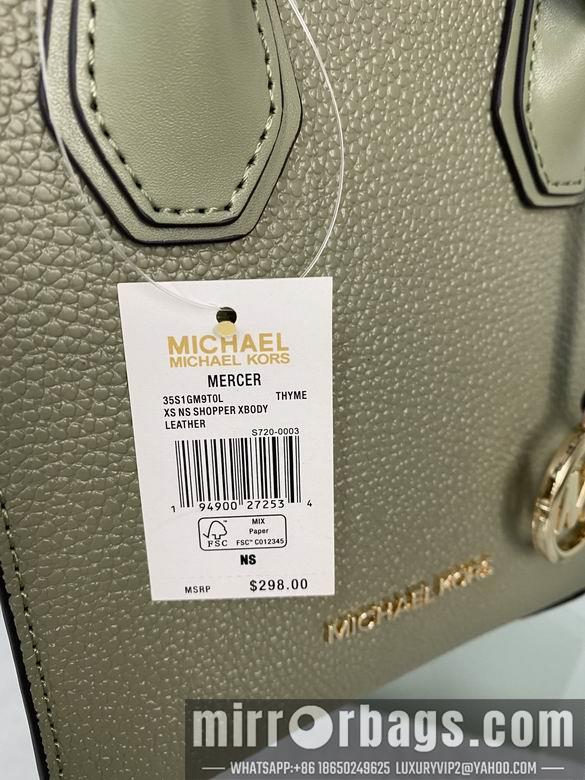 MICHAEL
MICHAEL KORS
MERCER
35S1GM9T0L THYME
XS NS SHOPPER XBODY
LEATHER
S720-0003
1 94900 27253 4
FSC
MIX
Paper
FSC™ C012345
NS
MSRP $298.00
MICHAEL KORS
mirrorbags.com
WHATSAPP:+86 18650249625 LUXURYVIP2@YAHOO.COM